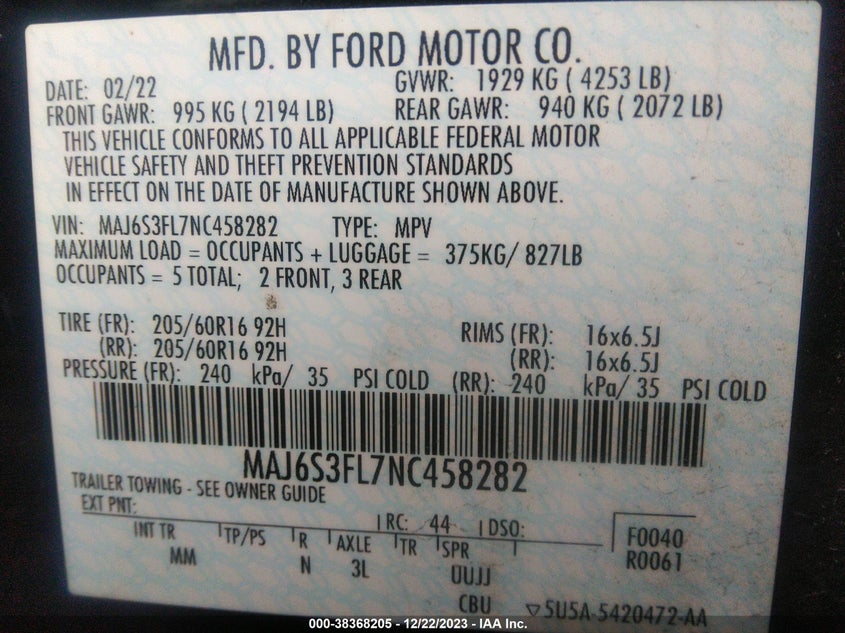 MFD. BY FORD MOTOR CO.
DATE: 02/22 GVWR: 1929 KG ( 4253 LB)
FRONT GAWR: 995 KG ( 2194 LB) REAR GAWR: 940 KG ( 2072 LB)
THIS VEHICLE CONFORMS TO ALL APPLICABLE FEDERAL MOTOR
VEHICLE SAFETY AND THEFT PREVENTION STANDARDS
IN EFFECT ON THE DATE OF MANUFACTURE SHOWN ABOVE.
VIN: MAJ6S3FL7NC458282 TYPE: MPV
MAXIMUM LOAD = OCCUPANTS + LUGGAGE = 375KG/ 827LB
OCCUPANTS = 5 TOTAL; 2 FRONT, 3 REAR
TIRE (FR): 205/60R16 92H RIMS (FR): 16x6.5J
(RR): 205/60R16 92H (RR): 16x6.5J
PRESSURE (FR): 240 kPa/ 35 PSI COLD (RR): 240 kPa/ 35 PSI COLD
MAJ6S3FL7NC458282
TRAILER TOWING - SEE OWNER GUIDE
EXT PNT: RC: 44 DSO: F0040
INT TR TP/PS R AXLE TR SPR R0061
MM N 3L UUJJ
CBU 5U5A-5420472-AA
000-38368205 - 12/22/2023 - IAA Inc.